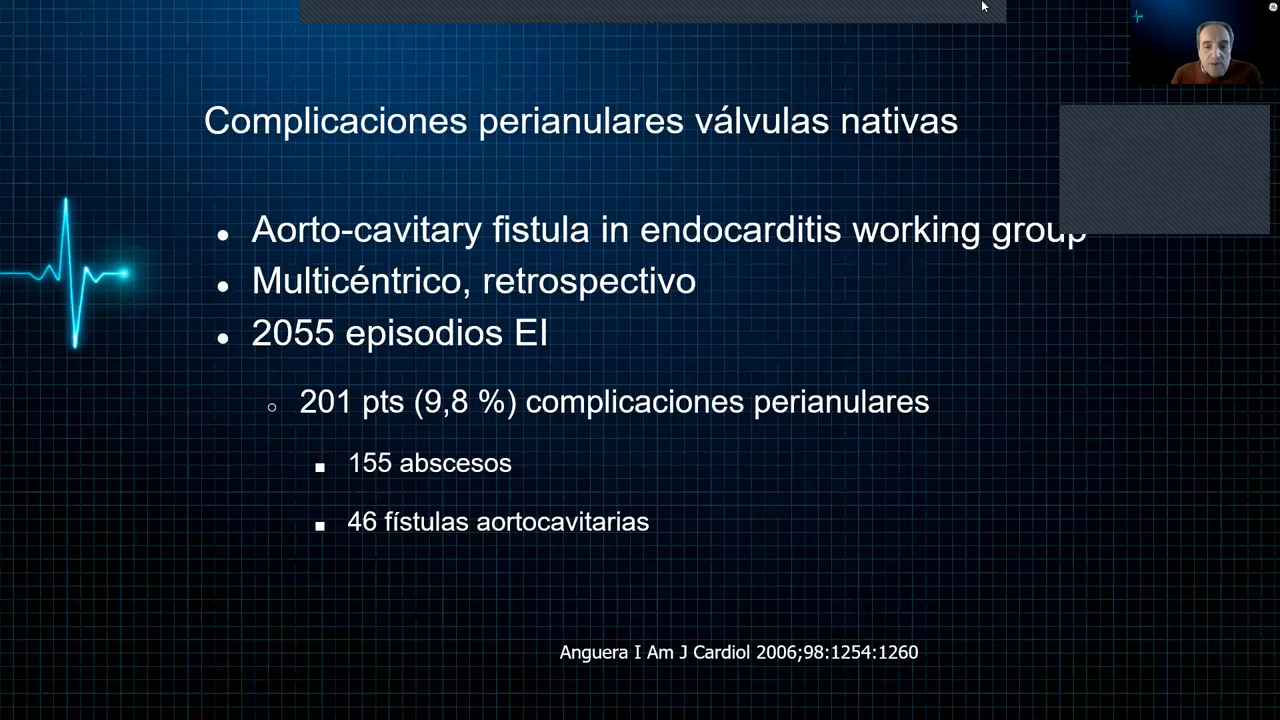 Complicaciones perianulares válvulas nativas
Aorto-cavitary fistula in endocarditis working group
Multicéntrico, retrospectivo
2055 episodios EI
201 pts (9,8 %) complicaciones perianulares
155 abscesos
46 fístulas aortocavitarias
Anguera I Am J Cardiol 2006;98:1254:1260